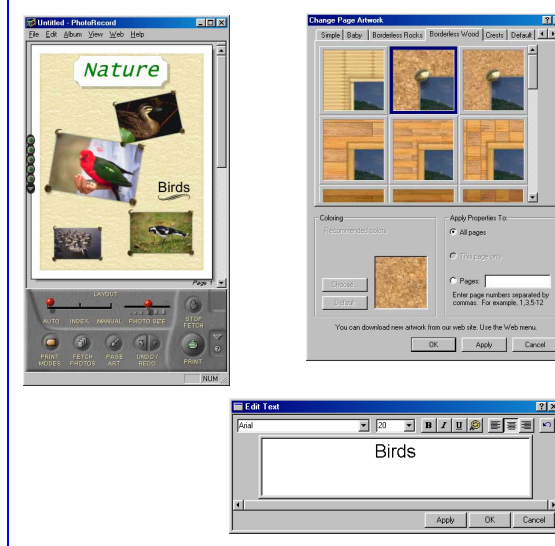 Untitled - PhotoRecord
File Edit Album View Web Help
Nature
Birds
Page 1
LAYOUT
AUTO INDEX MANUAL PHOTO SIZE STOP FETCH
PRINT MODES FETCH PHOTOS PAGE ART UNDO / REDO PRINT
NUM
Change Page Artwork
Simple Baby Borderless Rocks Borderless Wood Crests Default
Coloring
Recommended colors
Choose...
Default
Apply Properties To:
All pages
This page only
Pages:
Enter page numbers separated by
commas. For example, 1,3,5-12
You can download new artwork from our web site. Use the Web menu.
OK Apply Cancel
Edit Text
Arial 20 B I U
Birds
Apply OK Cancel